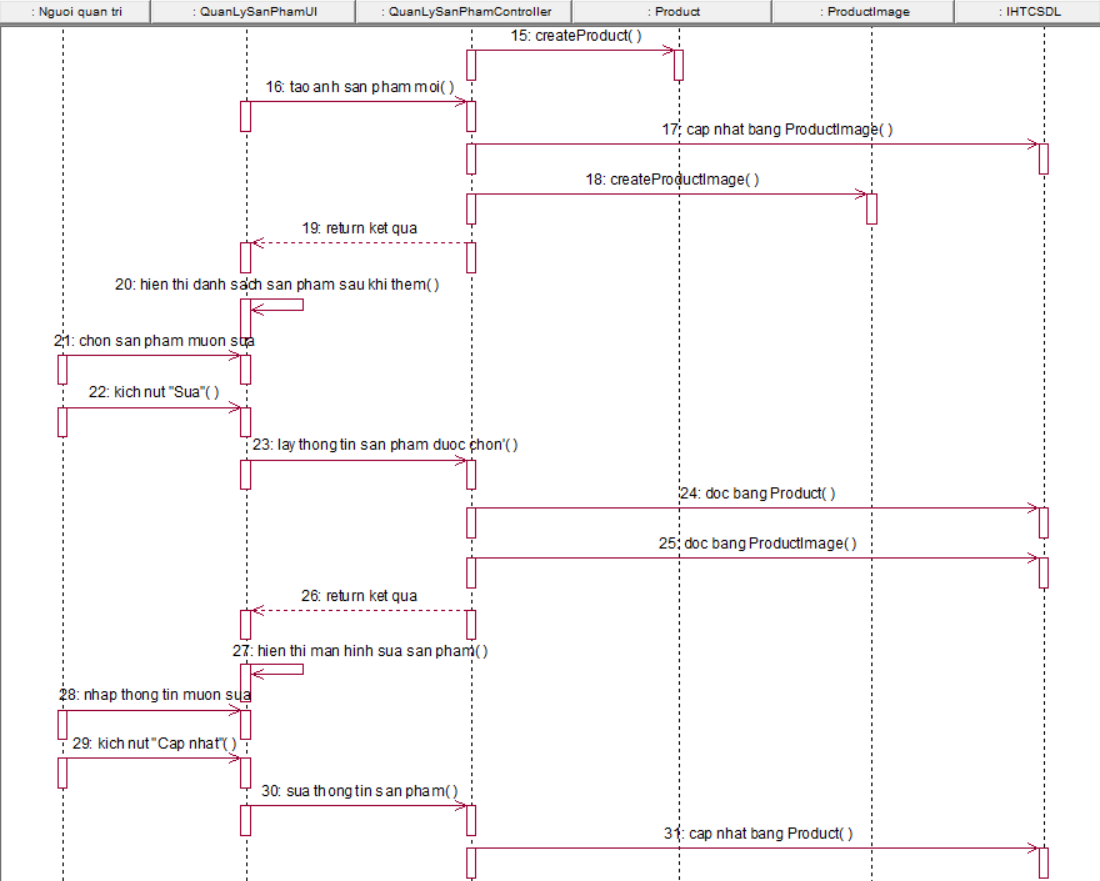 : Nguoi quan tri
: QuanLySanPhamUI
: QuanLySanPhamController
: Product
: ProductImage
: IHTCSDL
15: createProduct( )
16: tao anh san pham moi( )
17: cap nhat bang ProductImage( )
18: createProductImage( )
19: return ket qua
20: hien thi danh sach san pham sau khi them( )
21: chon san pham muon sua
22: kich nut "Sua"( )
23: lay thong tin san pham duoc chon'( )
24: doc bang Product( )
25: doc bang ProductImage( )
26: return ket qua
27: hien thi man hinh sua san pham( )
28: nhap thong tin muon sua
29: kich nut "Cap nhat"( )
30: sua thong tin san pham( )
31: cap nhat bang Product( )